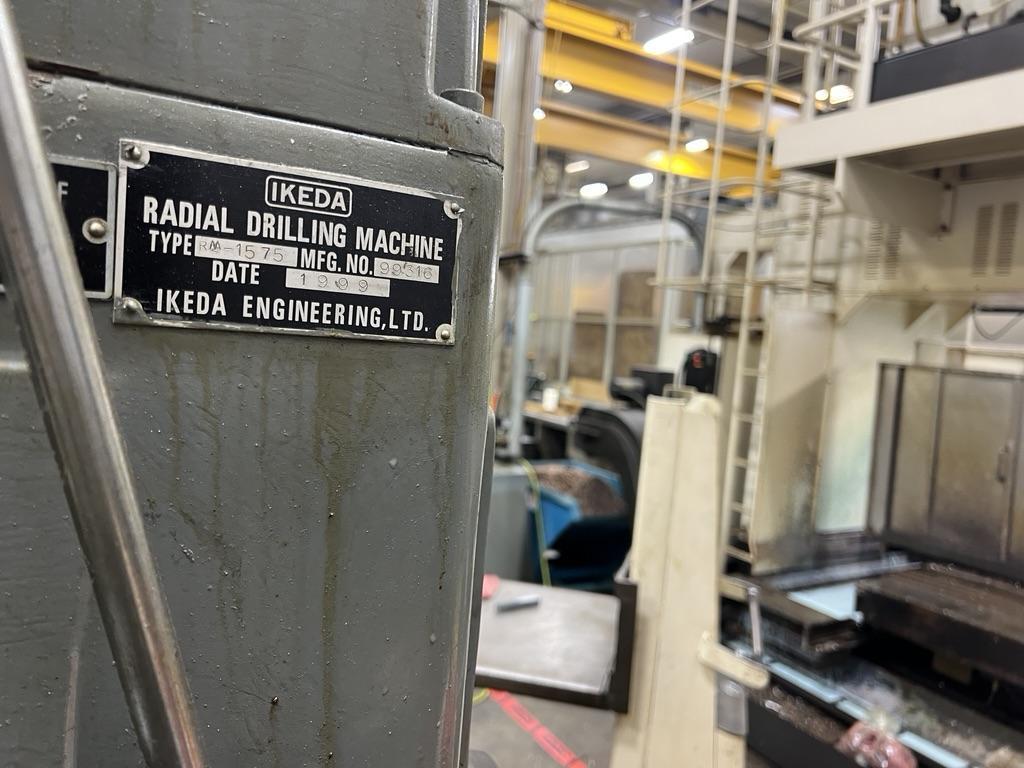 F
IKEDA
RADIAL DRILLING MACHINE
TYPE RM-1575 MFG. NO. 99316
DATE 1999
IKEDA ENGINEERING, LTD.